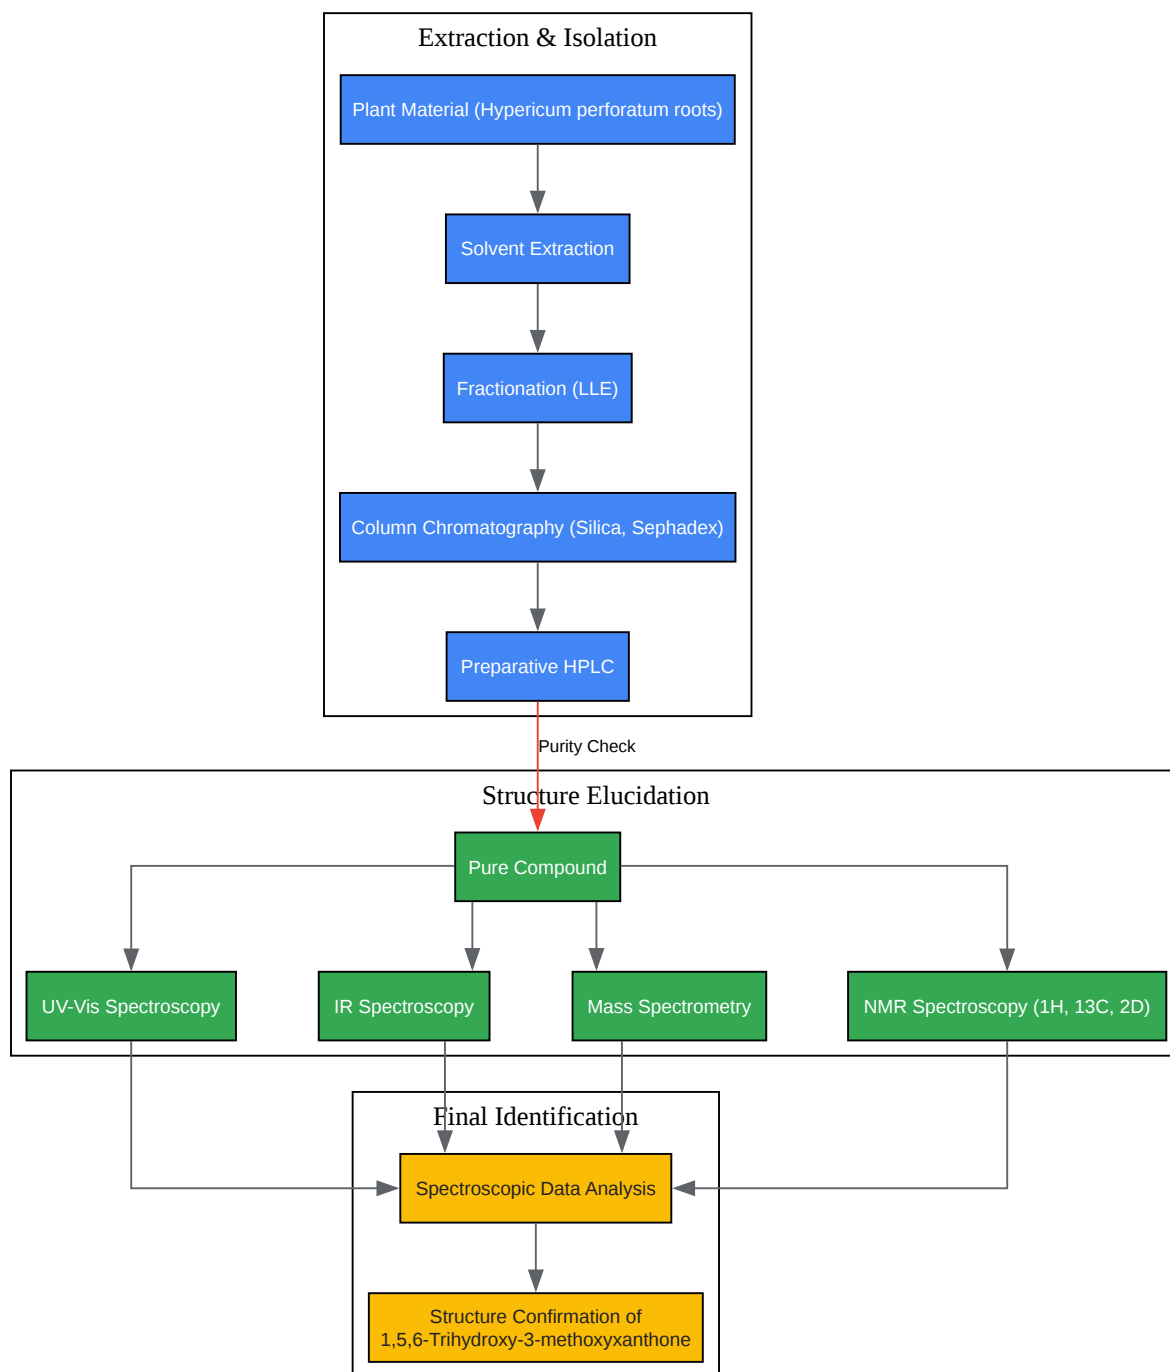 Extraction & Isolation
Plant Material (Hypericum perforatum roots)
Solvent Extraction
Fractionation (LLE)
Column Chromatography (Silica, Sephadex)
Preparative HPLC
Purity Check
Structure Elucidation
Pure Compound
UV-Vis Spectroscopy
IR Spectroscopy
Mass Spectrometry
NMR Spectroscopy (1H, 13C, 2D)
Final Identification
Spectroscopic Data Analysis
Structure Confirmation of
1,5,6-Trihydroxy-3-methoxyxanthone